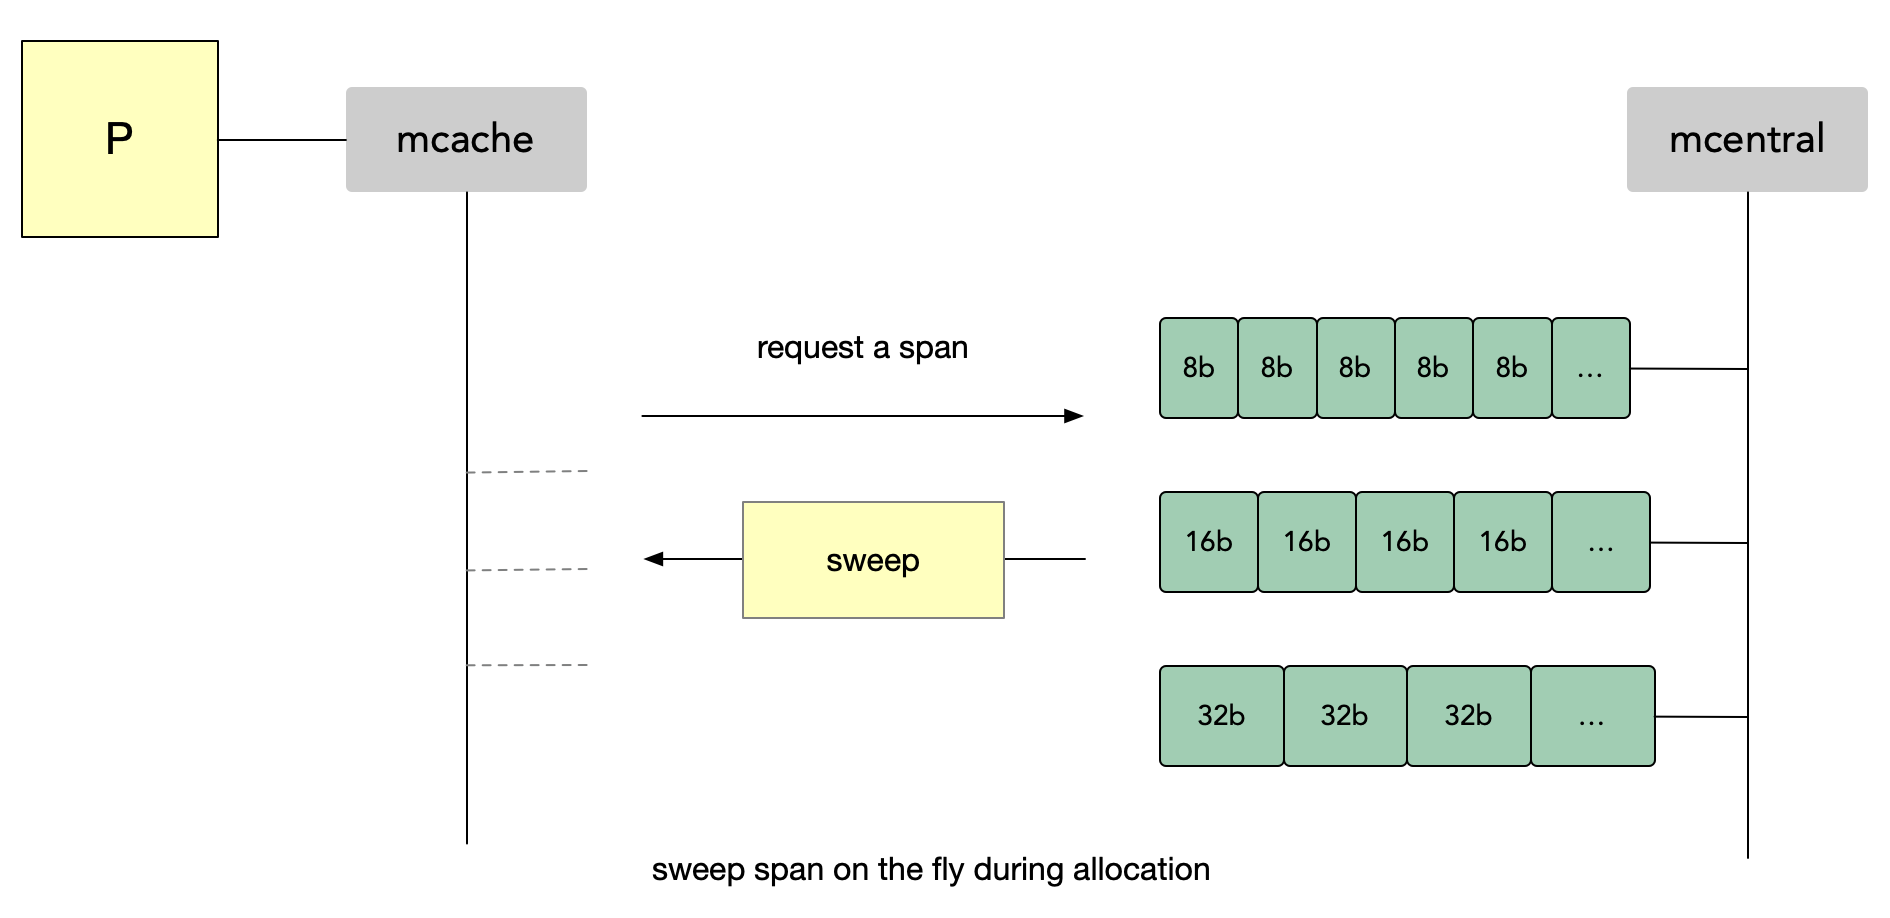 P
mcache
mcentral
request a span
8b 8b 8b 8b 8b ...
sweep
16b 16b 16b 16b ...
32b 32b 32b ...
sweep span on the fly during allocation